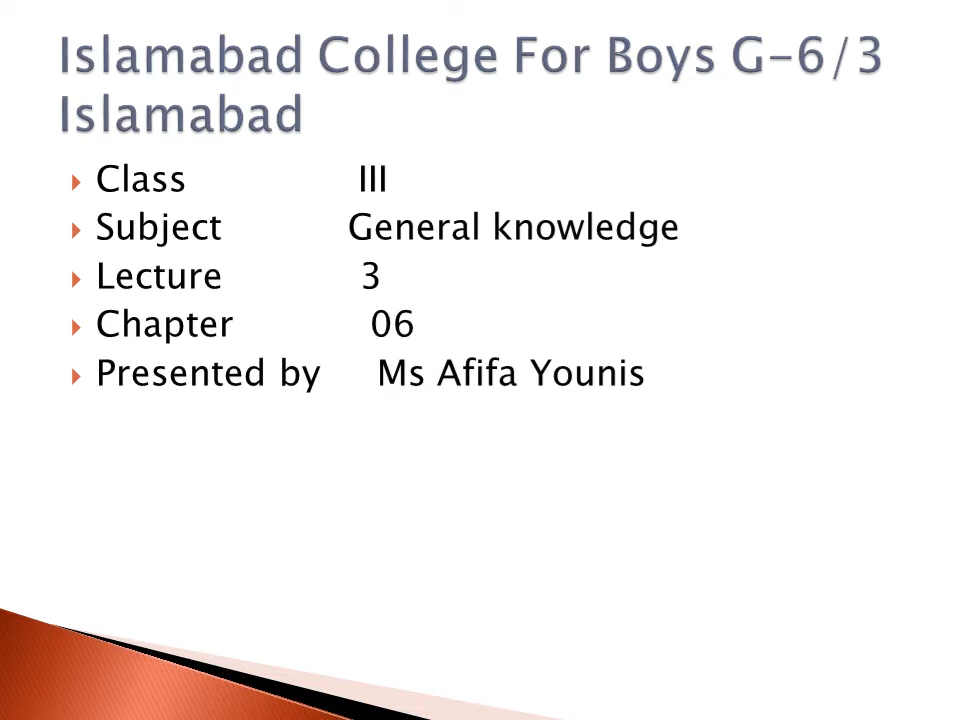 Islamabad College For Boys G-6/3
Islamabad
Class III
Subject General knowledge
Lecture 3
Chapter 06
Presented by Ms Afifa Younis